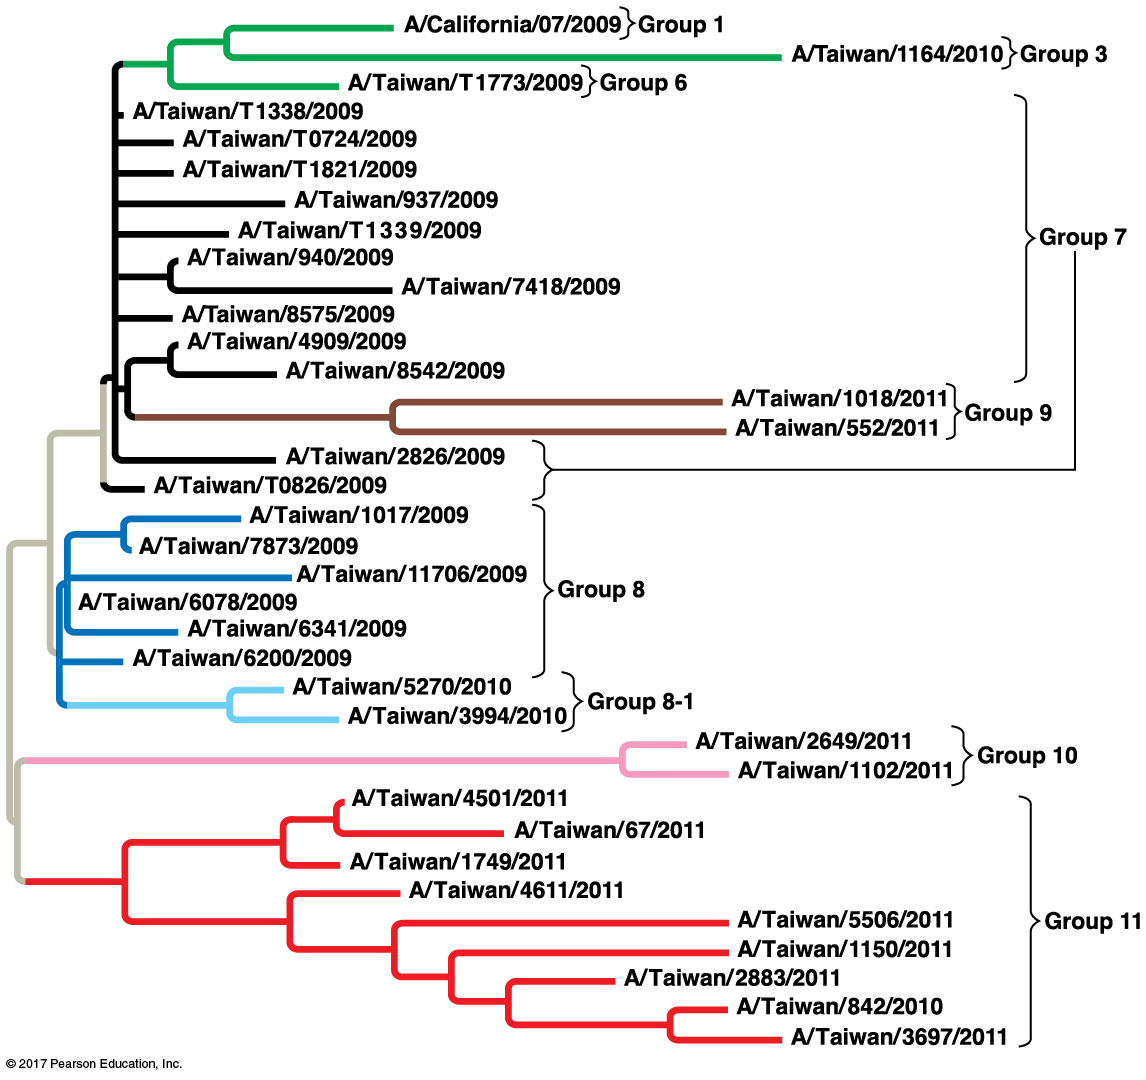 A/California/07/2009 Group 1
A/Taiwan/1164/2010 Group 3
A/Taiwan/T1773/2009 Group 6
A/Taiwan/T1338/2009
A/Taiwan/T0724/2009
A/Taiwan/T1821/2009
A/Taiwan/937/2009
A/Taiwan/T1339/2009
Group 7
A/Taiwan/940/2009
A/Taiwan/7418/2009
A/Taiwan/8575/2009
A/Taiwan/4909/2009
A/Taiwan/8542/2009
A/Taiwan/1018/2011
Group 9
A/Taiwan/552/2011
A/Taiwan/2826/2009
A/Taiwan/T0826/2009
A/Taiwan/1017/2009
A/Taiwan/7873/2009
A/Taiwan/11706/2009
Group 8
A/Taiwan/6078/2009
A/Taiwan/6341/2009
A/Taiwan/6200/2009
A/Taiwan/5270/2010
Group 8-1
A/Taiwan/3994/2010
A/Taiwan/2649/2011
Group 10
A/Taiwan/1102/2011
A/Taiwan/4501/2011
A/Taiwan/67/2011
A/Taiwan/1749/2011
A/Taiwan/4611/2011
A/Taiwan/5506/2011
Group 11
A/Taiwan/1150/2011
A/Taiwan/2883/2011
A/Taiwan/842/2010
A/Taiwan/3697/2011
© 2017 Pearson Education, Inc.